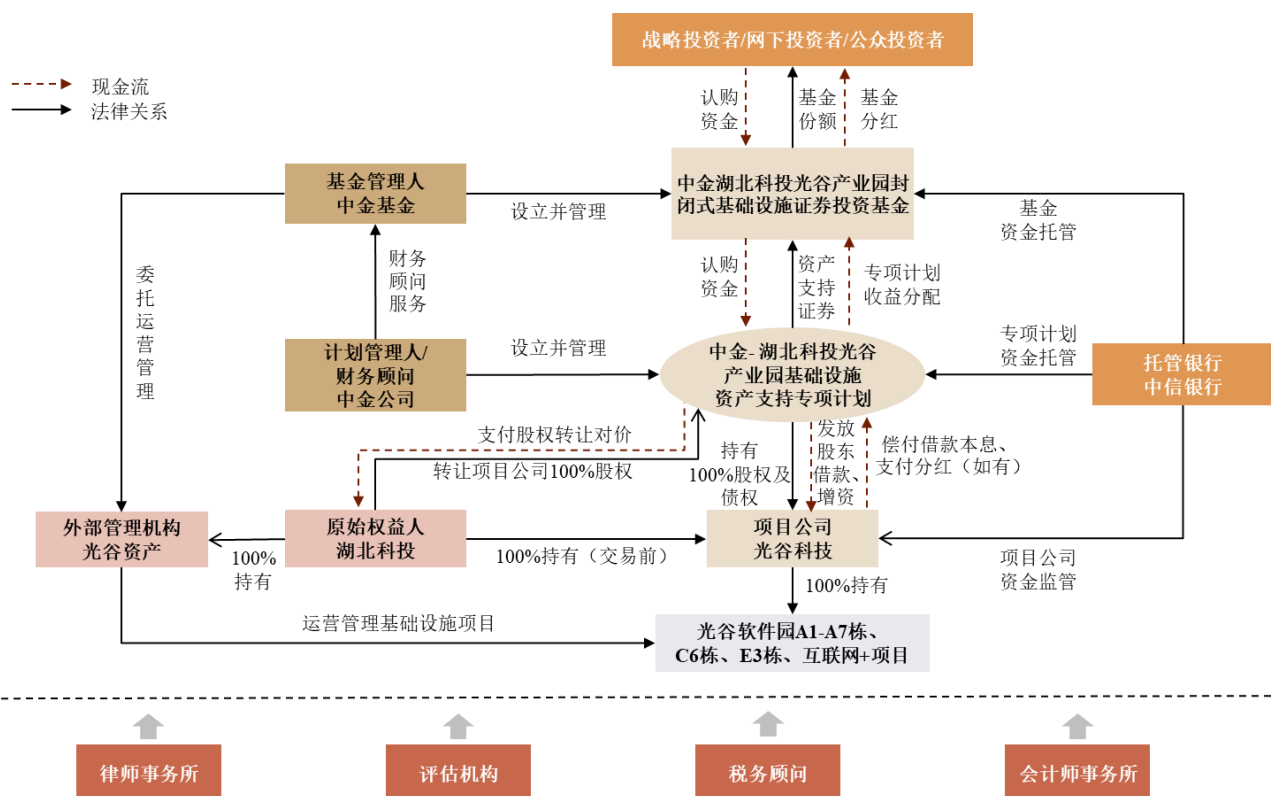 战略投资者/网下投资者/公众投资者
现金流
法律关系
认购
资金
基金
份额
基金
分红
基金管理人
中金基金
设立并管理
中金湖北科投光谷产业园封
闭式基础设施证券投资基金
基金
资金托管
委
托
运
营
管
理
财务
顾问
服务
认购
资金
资产
支持
证券
专项计划
收益分配
计划管理人/
财务顾问
中金公司
设立并管理
中金-湖北科投光谷
产业园基础设施
资产支持专项计划
专项计划
资金托管
托管银行
中信银行
支付股权转让对价
转让项目公司100%股权
持有
100%股权及
债权
发放
股东
借款、
增资
偿付借款本息、
支付分红（如有）
外部管理机构
光谷资产
100%
持有
原始权益人
湖北科投
100%持有（交易前）
项目公司
光谷科技
项目公司
资金监管
100%持有
运营管理基础设施项目
光谷软件园A1-A7栋、
C6栋、E3栋、互联网+项目
律师事务所
评估机构
税务顾问
会计师事务所